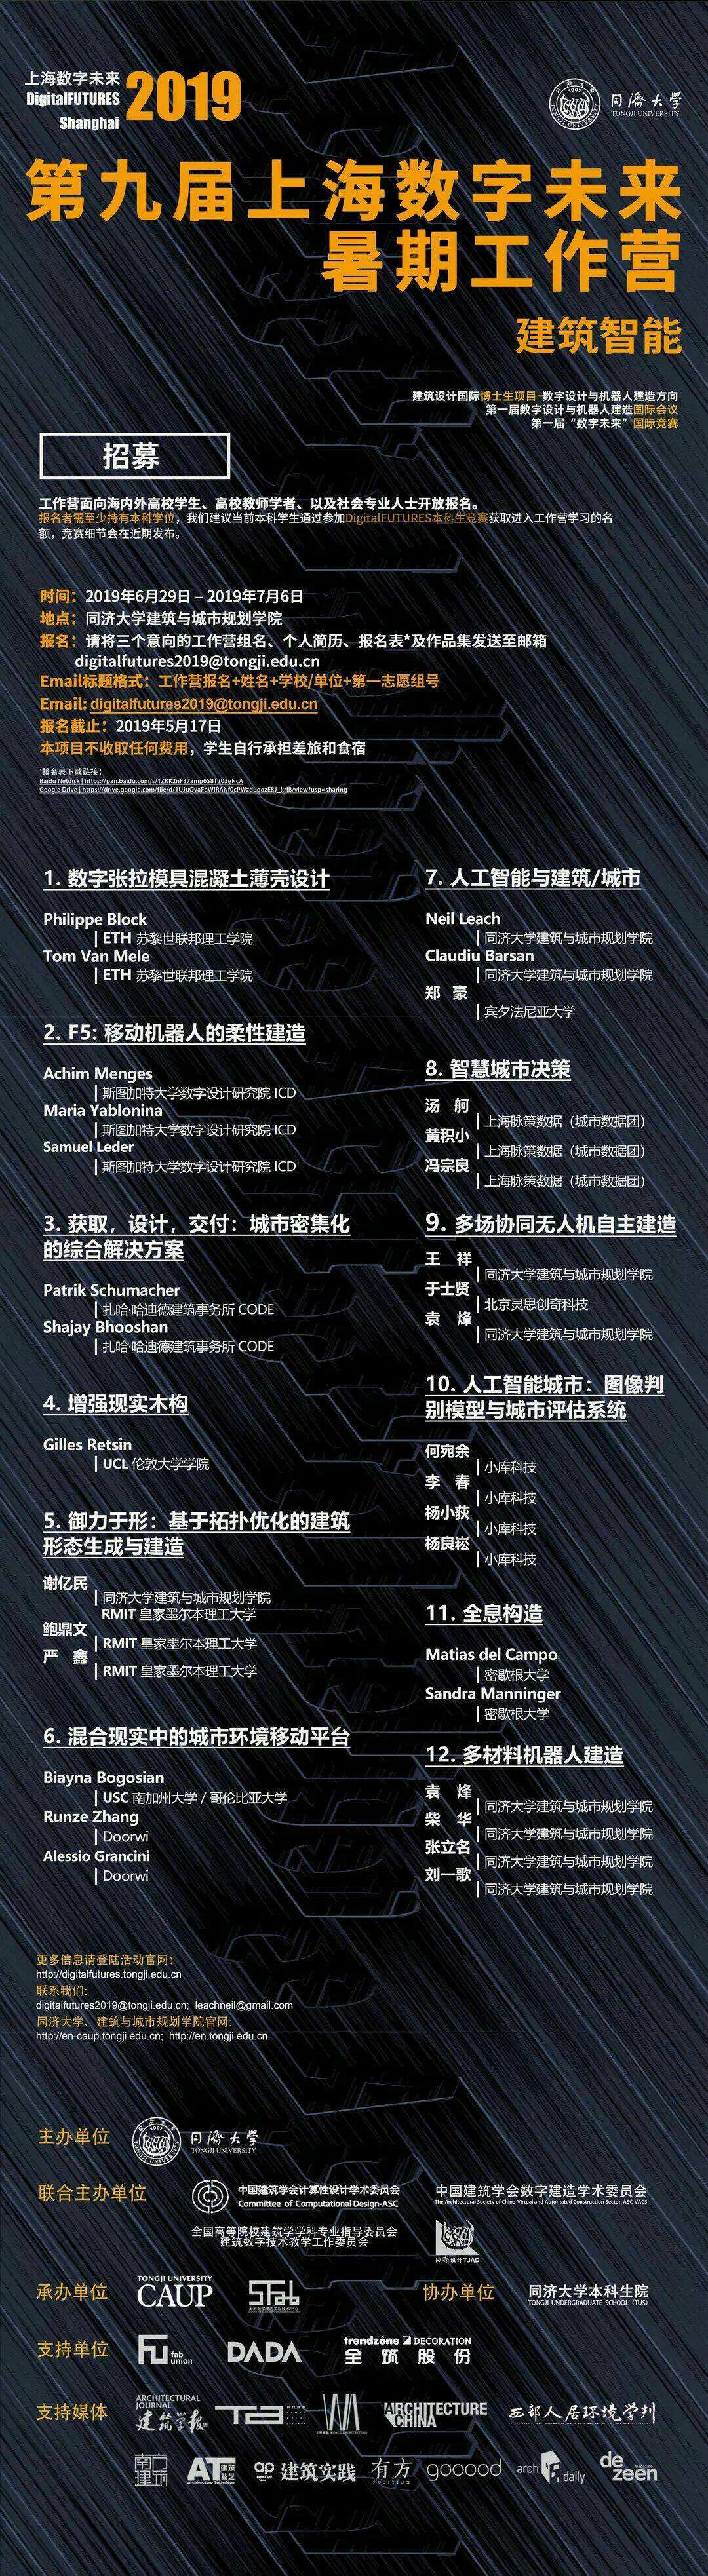 上海数字未来
DigitalFUTURES
Shanghai
2019
同濟大學
TONGJI UNIVERSITY
第九届上海数字未来
暑期工作营
建筑智能
建筑设计国际博士生项目-数字设计与机器人建造方向
第一届数字设计与机器人建造国际会议
第一届“数字未来”国际竞赛
招募
工作营面向海内外高校学生、高校教师学者、以及社会专业人士开放报名。
报名者需至少持有本科学位，我们建议当前本科学生通过参加DigitalFUTURES本科生竞赛获取进入工作营学习的名
额，竞赛细节会在近期发布。
时间：2019年6月29日 – 2019年7月6日
地点：同济大学建筑与城市规划学院
报名：请将三个意向的工作营组名、个人简历、报名表*及作品集发送至邮箱
digitalfutures2019@tongji.edu.cn
Email标题格式：工作营报名+姓名+学校/单位+第一志愿组号
Email: digitalfutures2019@tongji.edu.cn
报名截止：2019年5月17日
本项目不收取任何费用，学生自行承担差旅和食宿
*报名表下载链接：
1. 数字张拉模具混凝土薄壳设计
Philippe Block
ETH 苏黎世联邦理工学院
Tom Van Mele
ETH 苏黎世联邦理工学院
2. F5: 移动机器人的柔性建造
Achim Menges
斯图加特大学数字设计研究院 ICD
Maria Yablonina
斯图加特大学数字设计研究院 ICD
Samuel Leder
斯图加特大学数字设计研究院 ICD
3. 获取，设计，交付：城市密集化
的综合解决方案
Patrik Schumacher
扎哈·哈迪德建筑事务所 CODE
Shajay Bhooshan
扎哈·哈迪德建筑事务所 CODE
4. 增强现实木构
Gilles Retsin
UCL 伦敦大学学院
5. 御力于形：基于拓扑优化的建筑
形态生成与建造
谢亿民
同济大学建筑与城市规划学院
RMIT 皇家墨尔本理工大学
鲍鼎文
RMIT 皇家墨尔本理工大学
严 鑫
RMIT 皇家墨尔本理工大学
6. 混合现实中的城市环境移动平台
Biayna Bogosian
USC 南加州大学 / 哥伦比亚大学
Runze Zhang
Doorwi
Alessio Grancini
Doorwi
7. 人工智能与建筑/城市
Neil Leach
同济大学建筑与城市规划学院
Claudiu Barsan
同济大学建筑与城市规划学院
郑 豪
宾夕法尼亚大学
8. 智慧城市决策
汤 舸
上海脉策数据（城市数据团）
黄积小
上海脉策数据（城市数据团）
冯宗良
上海脉策数据（城市数据团）
9. 多场协同无人机自主建造
王 祥
同济大学建筑与城市规划学院
于士贤
北京灵思创奇科技
袁 烽
同济大学建筑与城市规划学院
10. 人工智能城市：图像判
别模型与城市评估系统
何宛余
小库科技
李 春
小库科技
杨小荻
小库科技
杨良崧
小库科技
11. 全息构造
Matias del Campo
密歇根大学
Sandra Manninger
密歇根大学
12. 多材料机器人建造
袁 烽
同济大学建筑与城市规划学院
柴 华
同济大学建筑与城市规划学院
张立名
同济大学建筑与城市规划学院
刘一歌
同济大学建筑与城市规划学院
更多信息请登陆活动官网：
http://digitalfutures.tongji.edu.cn
联系我们:
digitalfutures2019@tongji.edu.cn; leachneil@gmail.com
同济大学、建筑与城市规划学院官网:
http://en-caup.tongji.edu.cn; http://en.tongji.edu.cn.
主办单位
同濟大學
TONGJI UNIVERSITY
联合主办单位
中国建筑学会计算性设计学术委员会
Committee of Computational Design-ASC
中国建筑学会数字建造学术委员会
The Architectural Society of China-Virtual and Automated Construction Sector, ASC-VACS
全国高等院校建筑学学科专业指导委员会
建筑数字技术教学工作委员会
同濟設計TJAD
承办单位
TONGJI UNIVERSITY
CAUP
协办单位
同济大学本科生院
TONGJI UNDERGRADUATE SCHOOL (TUS)
支持单位
FU fab
union
DADA
trendzône DECORATION
全筑股份
支持媒体
ARCHITECTURAL
JOURNAL
建筑学报
ARCHITECTURE
CHINA
西部人居环境学刊
南方
建筑
AT 建筑
技艺
Architecture Technique
ap 建筑实践
有方
POSITION
gooood
arch
daily
de
zeen